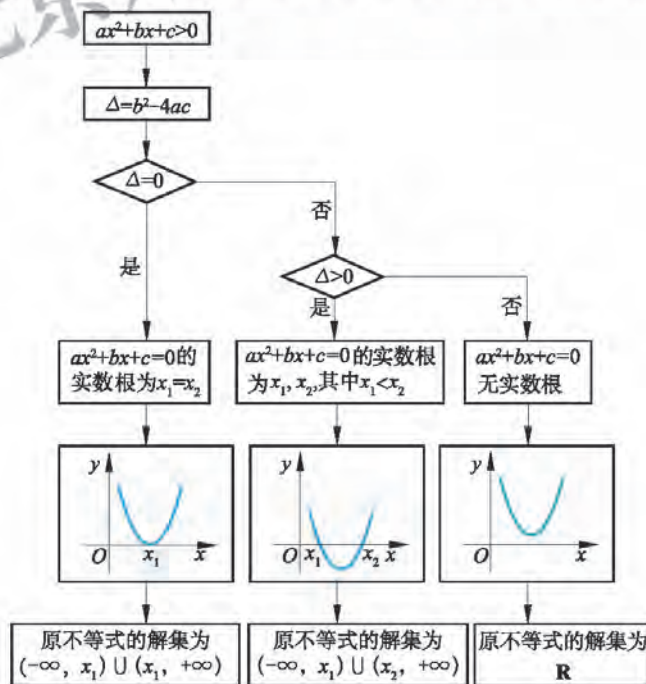 ax²+bx+c>0
Δ=b²-4ac
Δ=0
否
是
Δ>0
是
否
ax²+bx+c=0的
实数根为x₁=x₂
ax²+bx+c=0的实数根
为x₁, x₂,其中x₁<x₂
ax²+bx+c=0
无实数根
y
O
x₁
x
y
O
x₁
x₂
x
y
O
x
原不等式的解集为
(-∞, x₁)∪(x₁, +∞)
原不等式的解集为
(-∞, x₁)∪(x₂, +∞)
原不等式的解集为
R